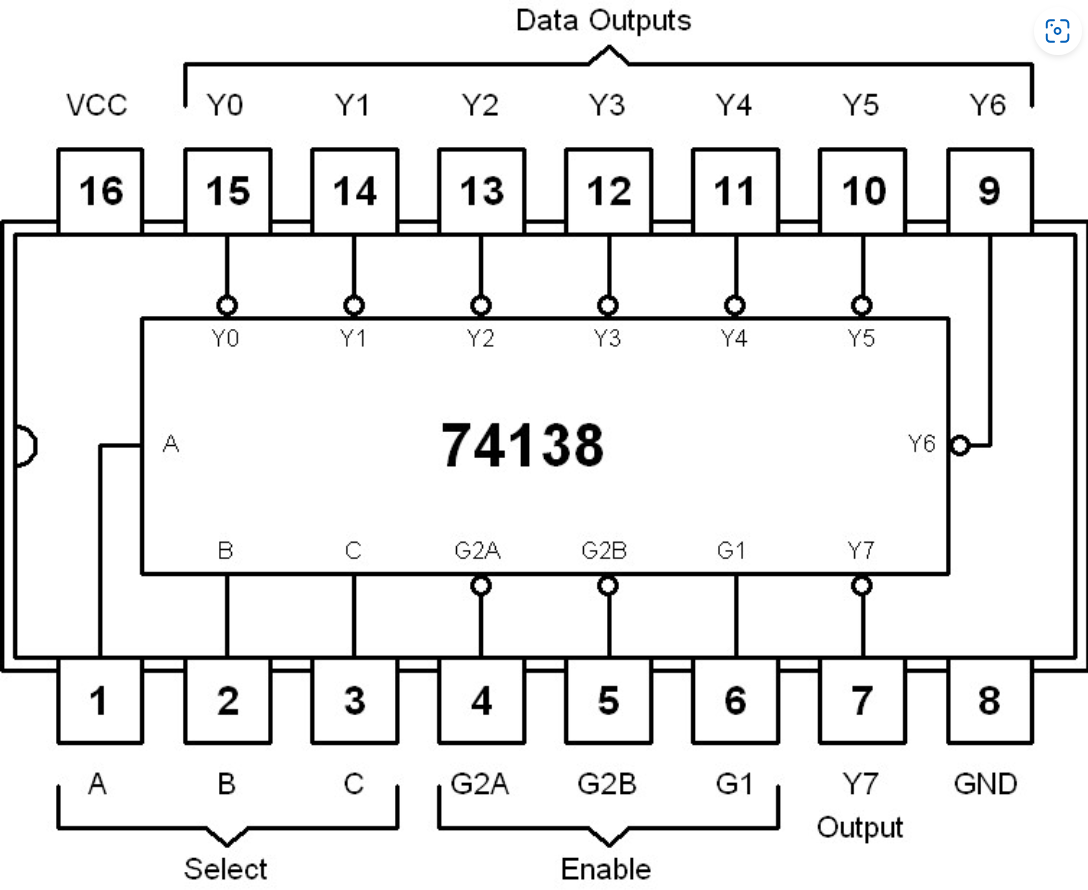 Data Outputs
VCC Y0 Y1 Y2 Y3 Y4 Y5 Y6
16 15 14 13 12 11 10 9
Y0 Y1 Y2 Y3 Y4 Y5
A 74138 Y6
B C G2A G2B G1 Y7
1 2 3 4 5 6 7 8
A B C G2A G2B G1 Y7 GND
Output
Select Enable